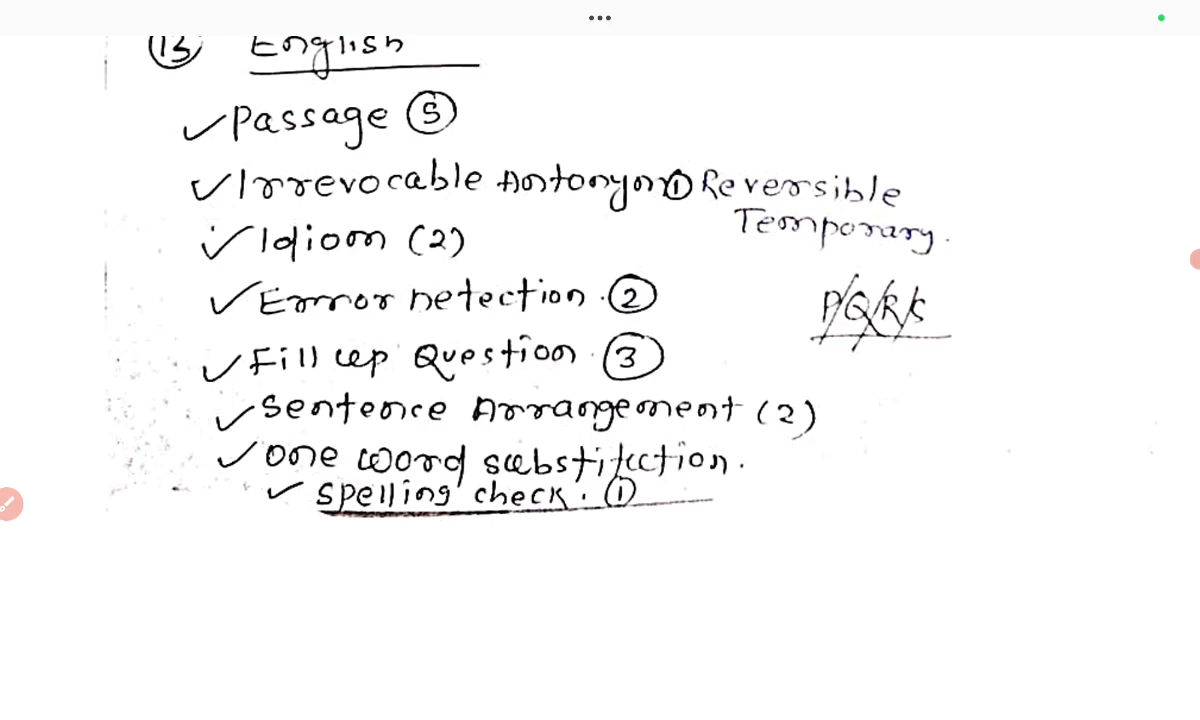 (13) English
Passage (5)
Irrevocable Antonym (1) Reversible
Temporary.
Idiom (2)
Error Detection. (2)
P/Q/R/S
Fill up Question. (3)
Sentence Arrangement (2)
One word substitution.
Spelling check. (1)